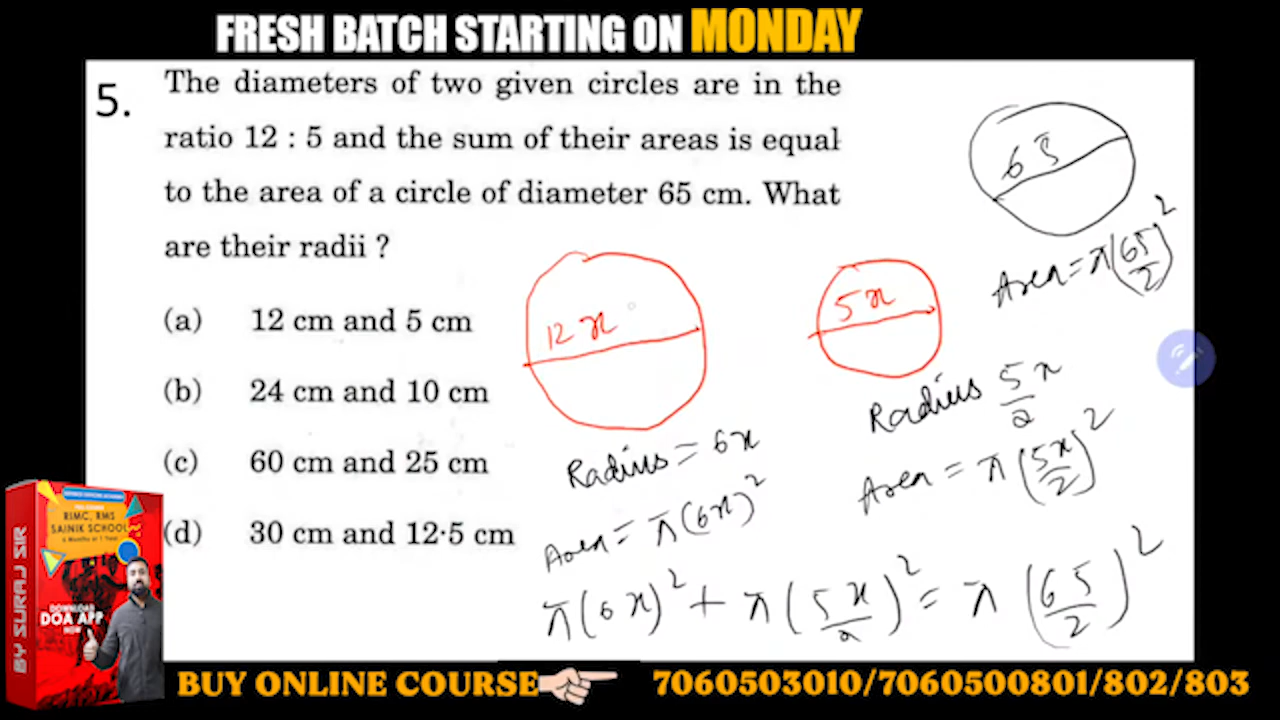 FRESH BATCH STARTING ON MONDAY
5.
The diameters of two given circles are in the
ratio 12 : 5 and the sum of their areas is equal
to the area of a circle of diameter 65 cm. What
are their radii ?
(a) 12 cm and 5 cm
(b) 24 cm and 10 cm
(c) 60 cm and 25 cm
(d) 30 cm and 12·5 cm
65
Area = π(65/2)²
12x
5x
Radius = 6x
Radius 5x/2
Area = π(6x)²
Area = π(5x/2)²
π(6x)² + π(5x/2)² = π(65/2)²
RIMC, RMS
SAINIK SCHOOL
DOWNLOAD
DOA APP
NOW
BY SURAJ SIR
BUY ONLINE COURSE 7060503010/7060500801/802/803